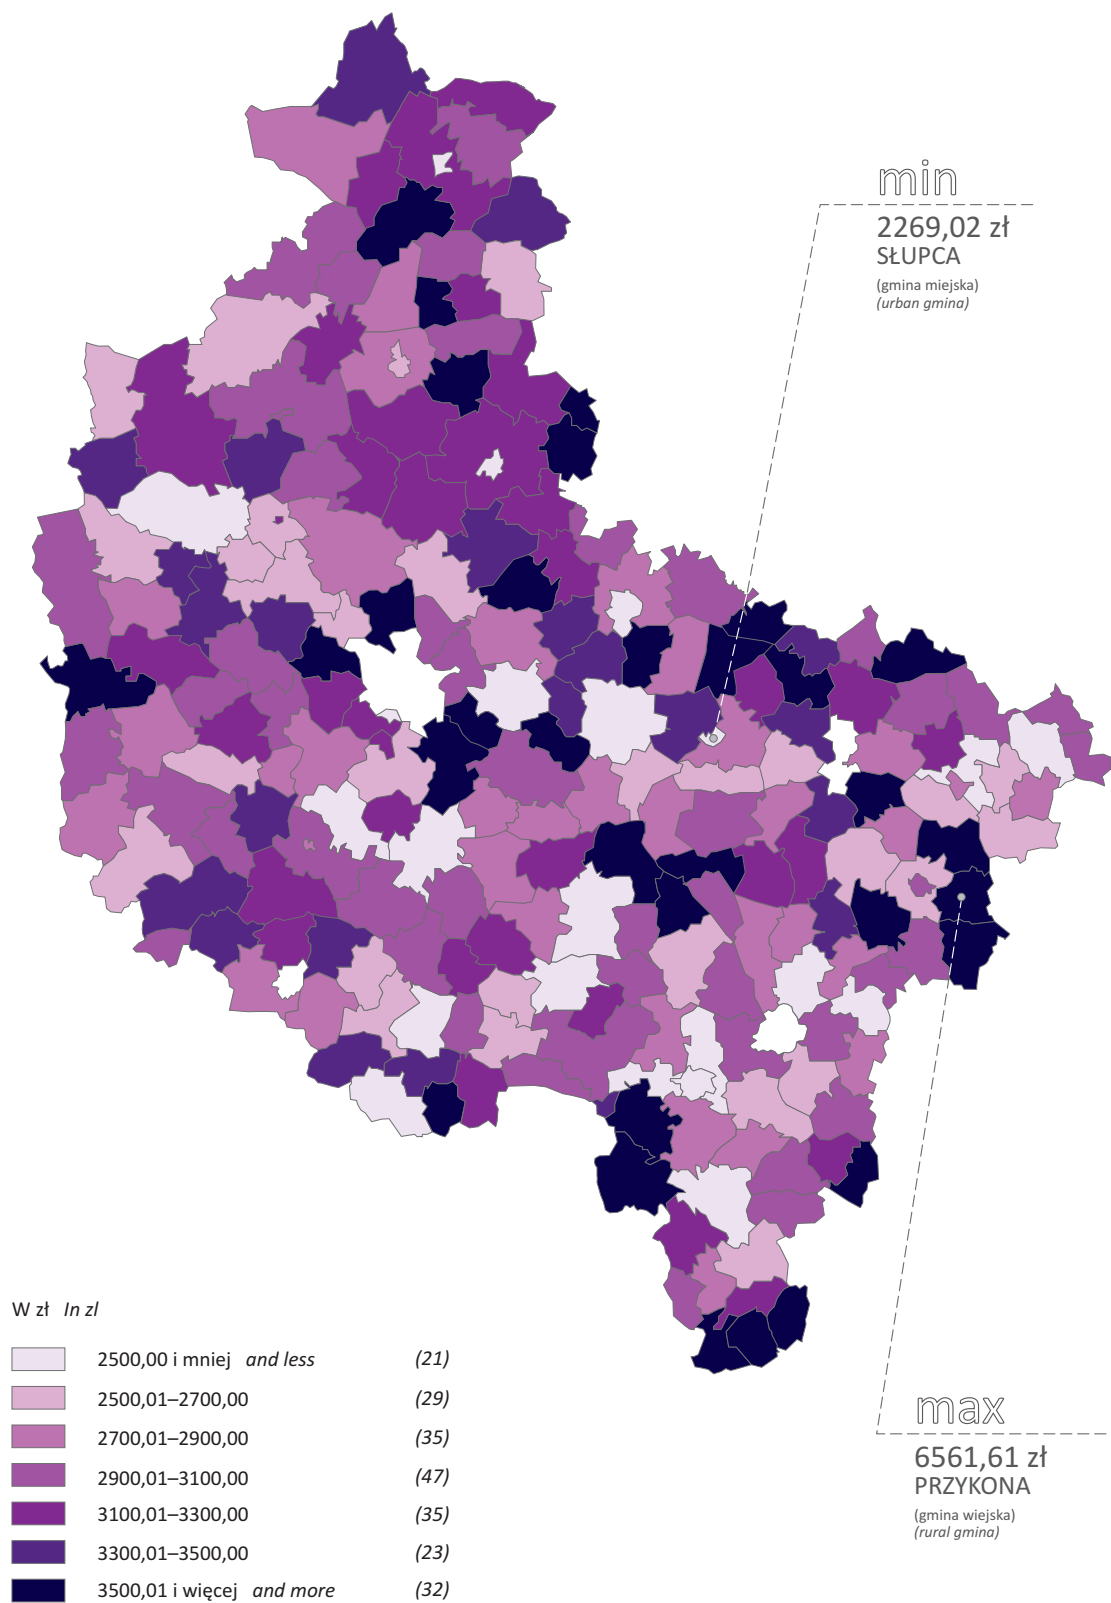 min
2269,02 zł
SŁUPCA
(gmina miejska)
(urban gmina)
W zł In zl
2500,00 i mniej and less (21)
2500,01–2700,00 (29)
2700,01–2900,00 (35)
2900,01–3100,00 (47)
3100,01–3300,00 (35)
3300,01–3500,00 (23)
3500,01 i więcej and more (32)
max
6561,61 zł
PRZYKONA
(gmina wiejska)
(rural gmina)